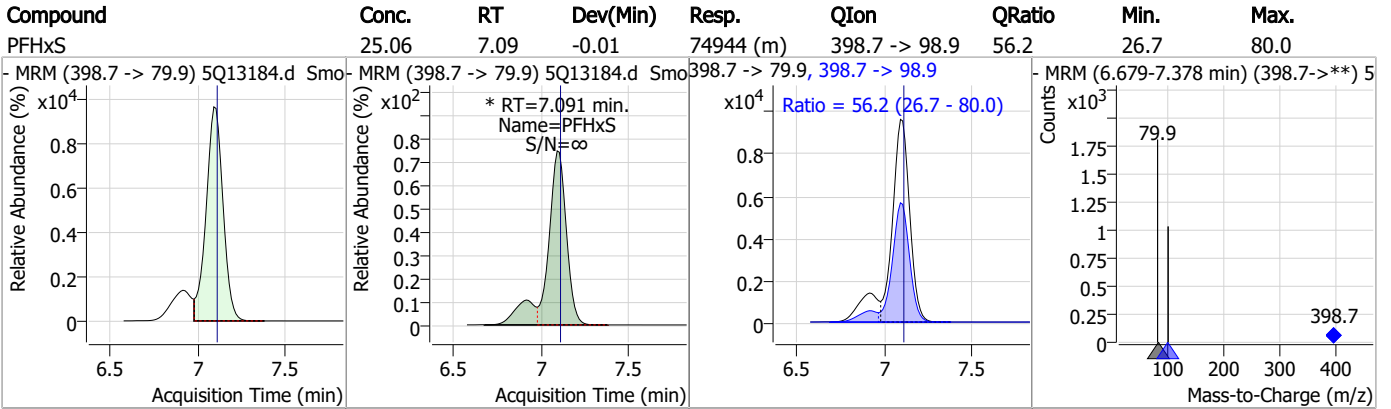 Compound Conc. RT Dev(Min) Resp. QIon QRatio Min. Max.
PFHxS 25.06 7.09 -0.01 74944 (m) 398.7 -> 98.9 56.2 26.7 80.0
- MRM (398.7 -> 79.9) 5Q13184.d Smo
x10⁴
Relative Abundance (%)
0.8
0.6
0.4
0.2
0
6.5 7 7.5
Acquisition Time (min)
- MRM (398.7 -> 79.9) 5Q13184.d Smo
x10²
* RT=7.091 min.
Name=PFHxS
S/N=∞
Relative Abundance (%)
0.8
0.7
0.6
0.5
0.4
0.3
0.2
0.1
0
6.5 7 7.5
Acquisition Time (min)
398.7 -> 79.9, 398.7 -> 98.9
x10⁴
Ratio = 56.2 (26.7 - 80.0)
0.8
0.6
0.4
0.2
0
6.5 7 7.5
Acquisition Time (min)
- MRM (6.679-7.378 min) (398.7->**) 5
x10³
Counts
79.9
1.75
1.5
1.25
1
0.75
0.5
0.25
0
398.7
100 200 300 400
Mass-to-Charge (m/z)